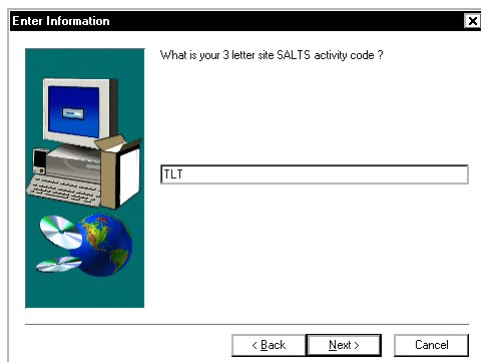 Enter Information
What is your 3 letter site SALTS activity code ?
TLT
< Back Next > Cancel